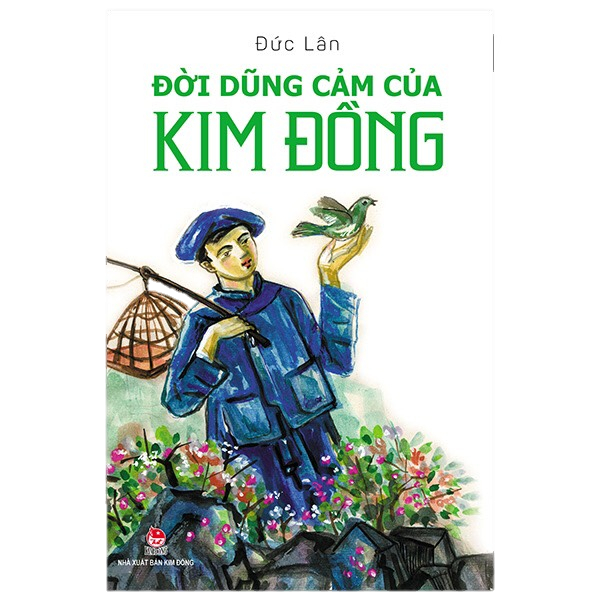 Đức Lân
ĐỜI DŨNG CẢM CỦA
KIM ĐỒNG
NHÀ XUẤT BẢN KIM ĐỒNG